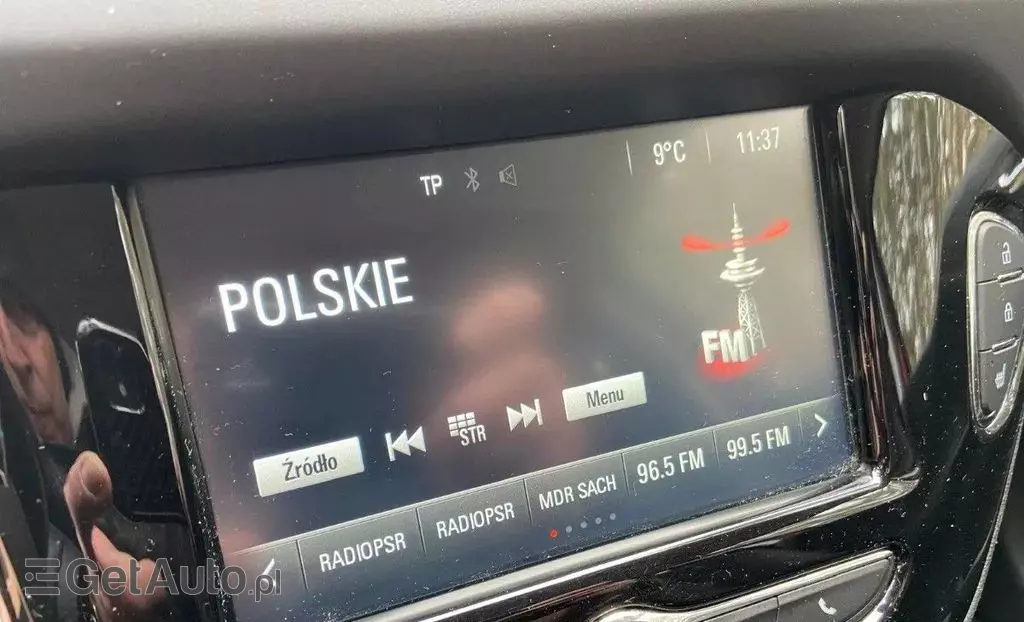 9°C
11:37
TP
POLSKIE
FM
Źródło
STR
Menu
RADIOPSR
RADIOPSR
MDR SACH
96.5 FM
99.5 FM
GetAuto.pl